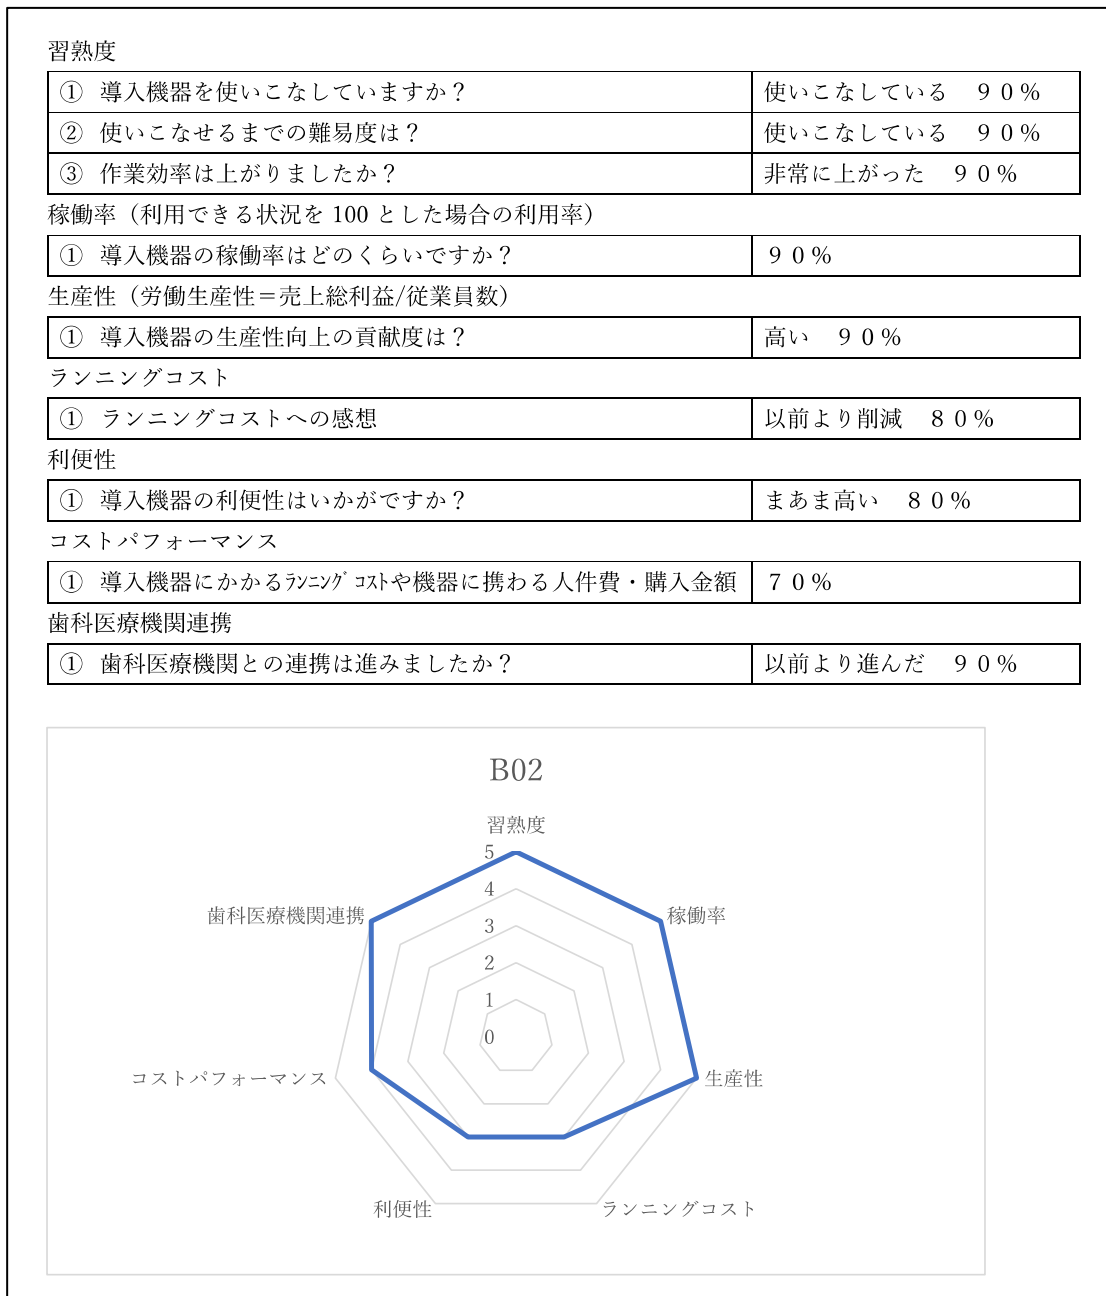 習熟度
① 導入機器を使いこなしていますか？ 使いこなしている　９０％
② 使いこなせるまでの難易度は？ 使いこなしている　９０％
③ 作業効率は上がりましたか？ 非常に上がった　９０％
稼働率（利用できる状況を 100 とした場合の利用率）
① 導入機器の稼働率はどのくらいですか？ ９０％
生産性（労働生産性＝売上総利益/従業員数）
① 導入機器の生産性向上の貢献度は？ 高い　９０％
ランニングコスト
① ランニングコストへの感想 以前より削減　８０％
利便性
① 導入機器の利便性はいかがですか？ まあま高い　８０％
コストパフォーマンス
① 導入機器にかかるﾗﾝﾆﾝｸﾞｺｽﾄや機器に携わる人件費・購入金額 ７０％
歯科医療機関連携
① 歯科医療機関との連携は進みましたか？ 以前より進んだ　９０％
B02
習熟度
5
4
歯科医療機関連携 稼働率
3
2
1
0
コストパフォーマンス 生産性
利便性 ランニングコスト